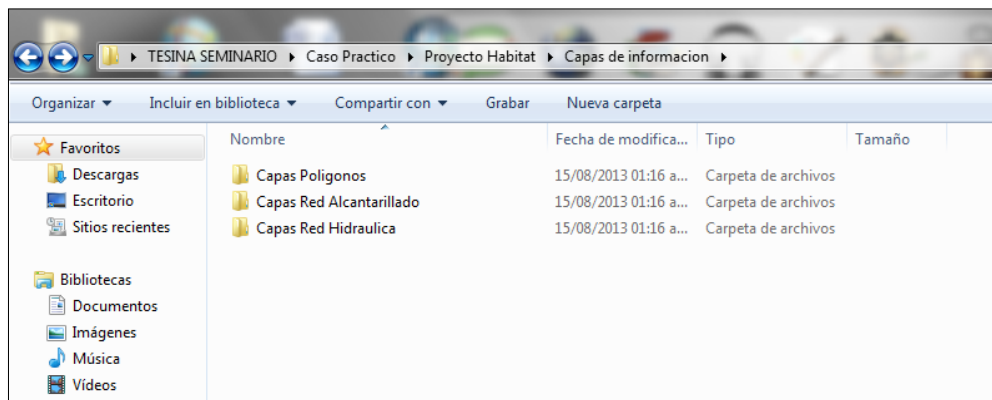 TESINA SEMINARIO Caso Practico Proyecto Habitat Capas de informacion
Organizar Incluir en biblioteca Compartir con Grabar Nueva carpeta
Favoritos
Descargas
Escritorio
Sitios recientes
Bibliotecas
Documentos
Imágenes
Música
Vídeos
Nombre Fecha de modifica... Tipo Tamaño
Capas Poligonos 15/08/2013 01:16 a... Carpeta de archivos
Capas Red Alcantarillado 15/08/2013 01:16 a... Carpeta de archivos
Capas Red Hidraulica 15/08/2013 01:16 a... Carpeta de archivos